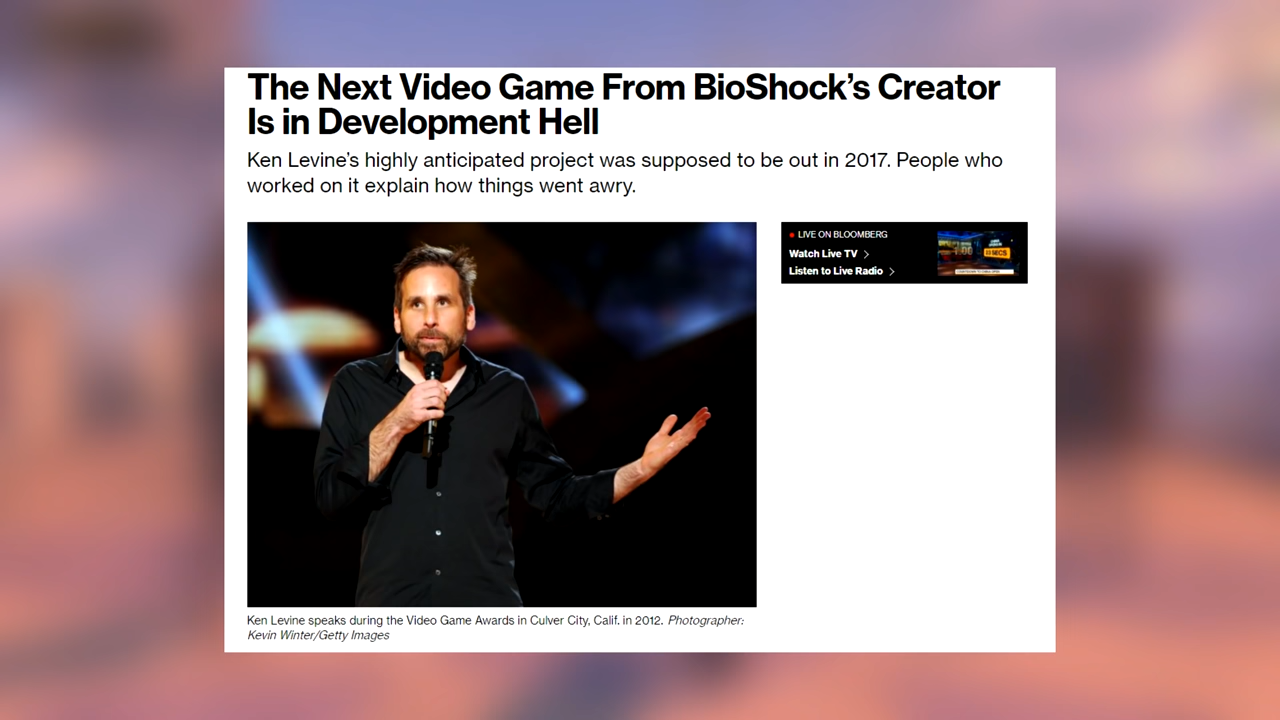 The Next Video Game From BioShock’s Creator
Is in Development Hell
Ken Levine’s highly anticipated project was supposed to be out in 2017. People who
worked on it explain how things went awry.
LIVE ON BLOOMBERG
Watch Live TV
Listen to Live Radio
Ken Levine speaks during the Video Game Awards in Culver City, Calif. in 2012. Photographer:
Kevin Winter/Getty Images